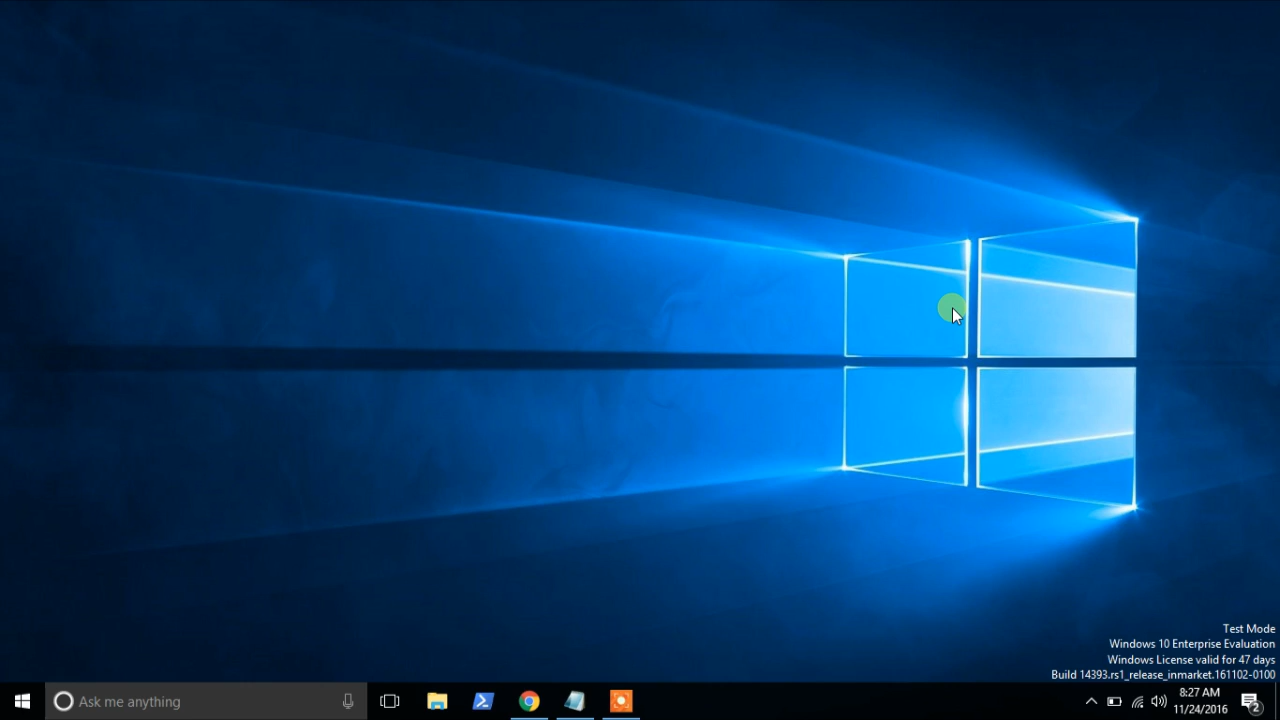 Test Mode
Windows 10 Enterprise Evaluation
Windows License valid for 47 days
Build 14393.rs1_release_inmarket.161102-0100
Ask me anything
8:27 AM
11/24/2016
2